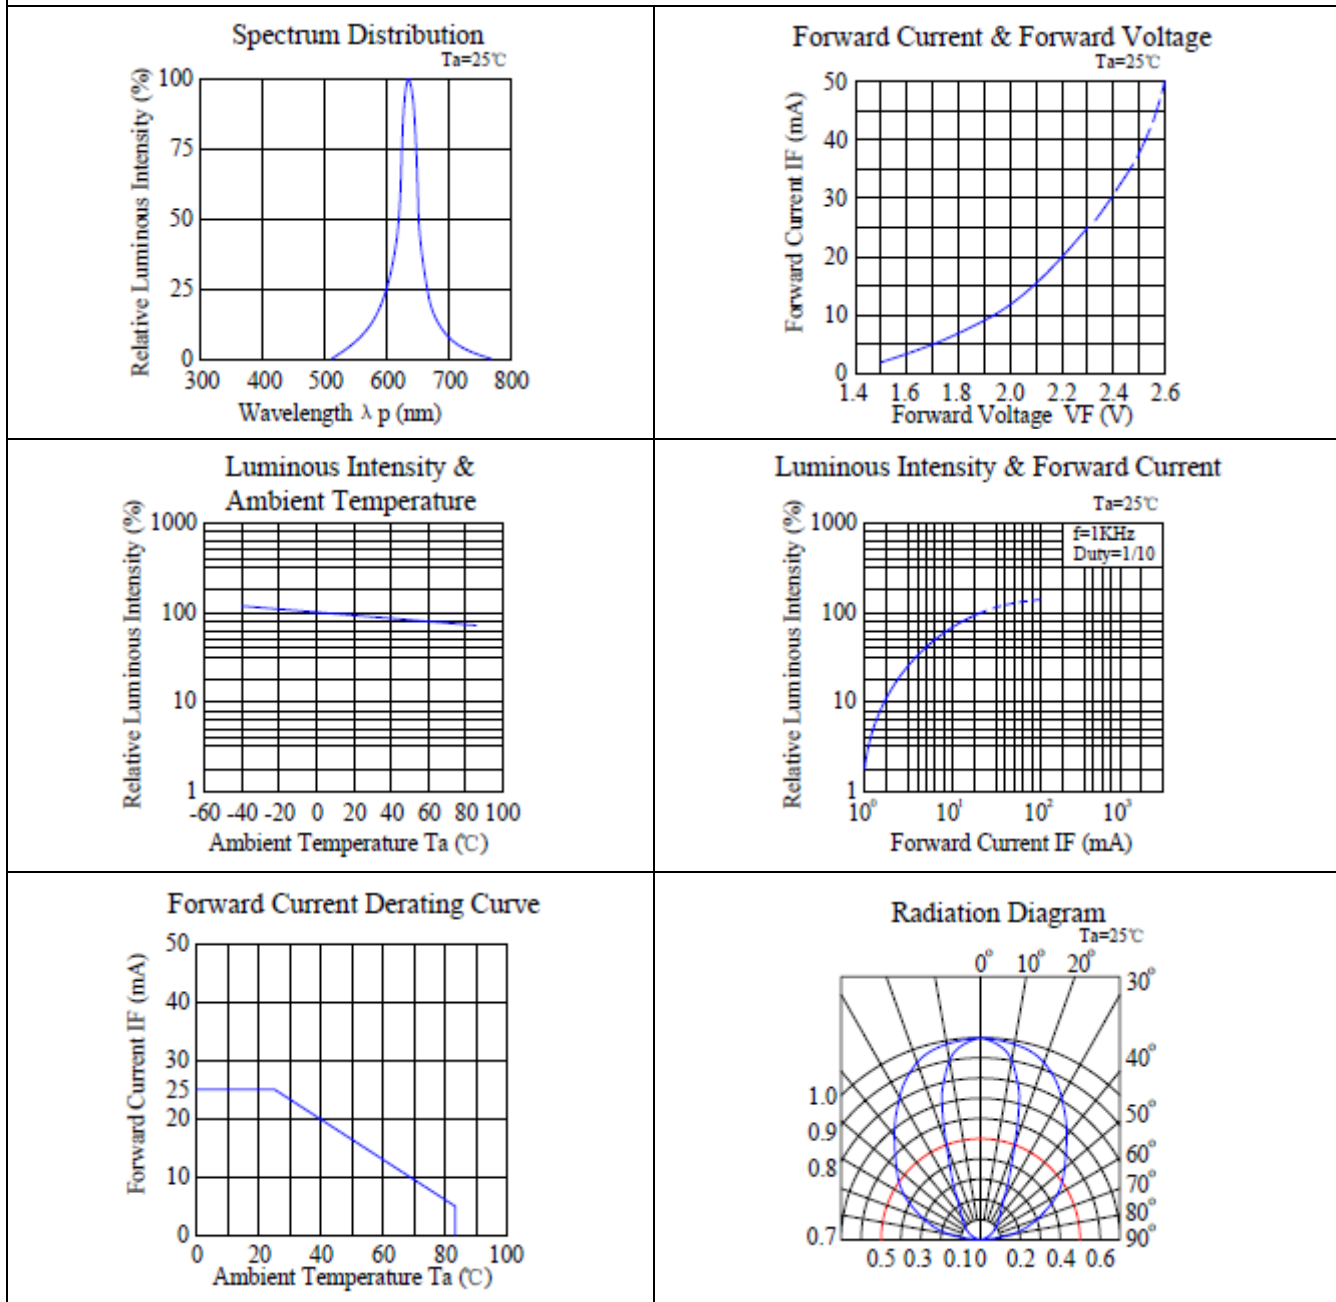 Spectrum Distribution
Ta=25℃
Relative Luminous Intensity (%)
100
75
50
25
0
300 400 500 600 700 800
Wavelength λ p (nm)
Forward Current & Forward Voltage
Ta=25℃
Forward Current IF (mA)
50
40
30
20
10
0
1.4 1.6 1.8 2.0 2.2 2.4 2.6
Forward Voltage VF (V)
Luminous Intensity &
Ambient Temperature
Relative Luminous Intensity (%)
1000
100
10
1
-60 -40 -20 0 20 40 60 80 100
Ambient Temperature Ta (℃)
Luminous Intensity & Forward Current
Ta=25℃
f=1KHz
Duty=1/10
Relative Luminous Intensity (%)
1000
100
10
1
10⁰ 10¹ 10² 10³
Forward Current IF (mA)
Forward Current Derating Curve
Forward Current IF (mA)
50
40
30
25
20
10
0
0 20 40 60 80 100
Ambient Temperature Ta (℃)
Radiation Diagram
Ta=25℃
0° 10° 20°
30°
40°
50°
60°
70°
80°
90°
1.0
0.9
0.8
0.7
0.5 0.3 0.1 0 0.2 0.4 0.6